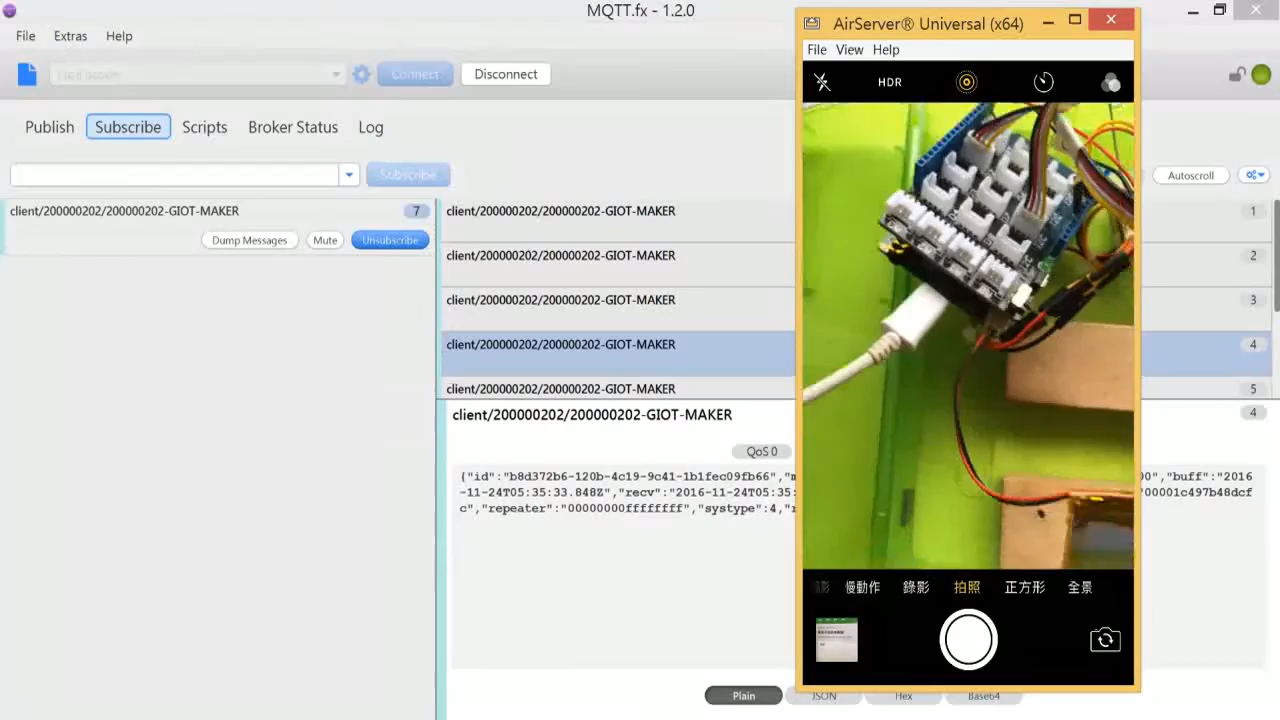 MQTT.fx - 1.2.0
File Extras Help
Connect Disconnect
Publish Subscribe Scripts Broker Status Log
Subscribe Autoscroll
client/200000202/200000202-GIOT-MAKER 7
Dump Messages Mute Unsubscribe
client/200000202/200000202-GIOT-MAKER 1
client/200000202/200000202-GIOT-MAKER 2
client/200000202/200000202-GIOT-MAKER 3
client/200000202/200000202-GIOT-MAKER 4
client/200000202/200000202-GIOT-MAKER 5
client/200000202/200000202-GIOT-MAKER 4
QoS 0
{"id":"b8d372b6-120b-4c19-9c41-1b1fec09fb66","m 00","buff":"2016
-11-24T05:35:33.848Z","recv":"2016-11-24T05:35: 00001c497b48dcf
c","repeater":"00000000ffffffff","systype":4,"r
Plain JSON Hex Base64
AirServer® Universal (x64)
File View Help
HDR
慢動作 錄影 拍照 正方形 全景